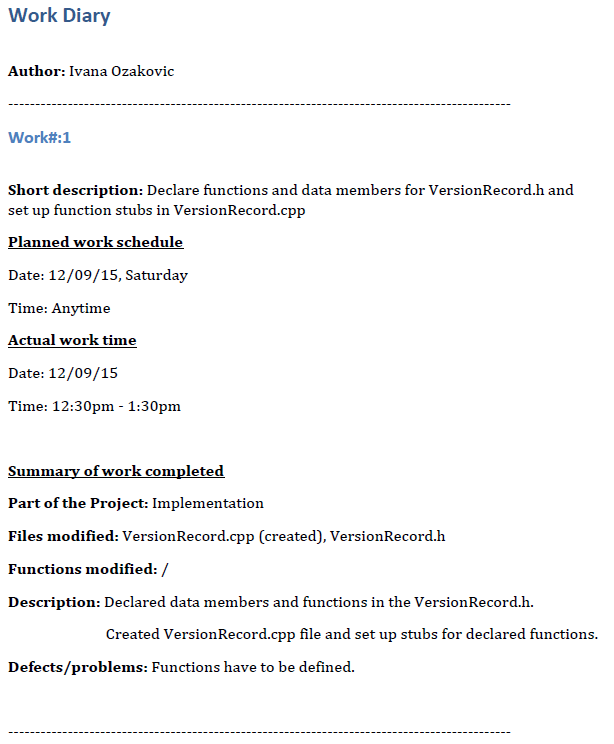 Work Diary
Author: Ivana Ozakovic
---------------------------------------------------------------------------------------------
Work#:1
Short description: Declare functions and data members for VersionRecord.h and
set up function stubs in VersionRecord.cpp
Planned work schedule
Date: 12/09/15, Saturday
Time: Anytime
Actual work time
Date: 12/09/15
Time: 12:30pm - 1:30pm
Summary of work completed
Part of the Project: Implementation
Files modified: VersionRecord.cpp (created), VersionRecord.h
Functions modified: /
Description: Declared data members and functions in the VersionRecord.h.
Created VersionRecord.cpp file and set up stubs for declared functions.
Defects/problems: Functions have to be defined.
---------------------------------------------------------------------------------------------